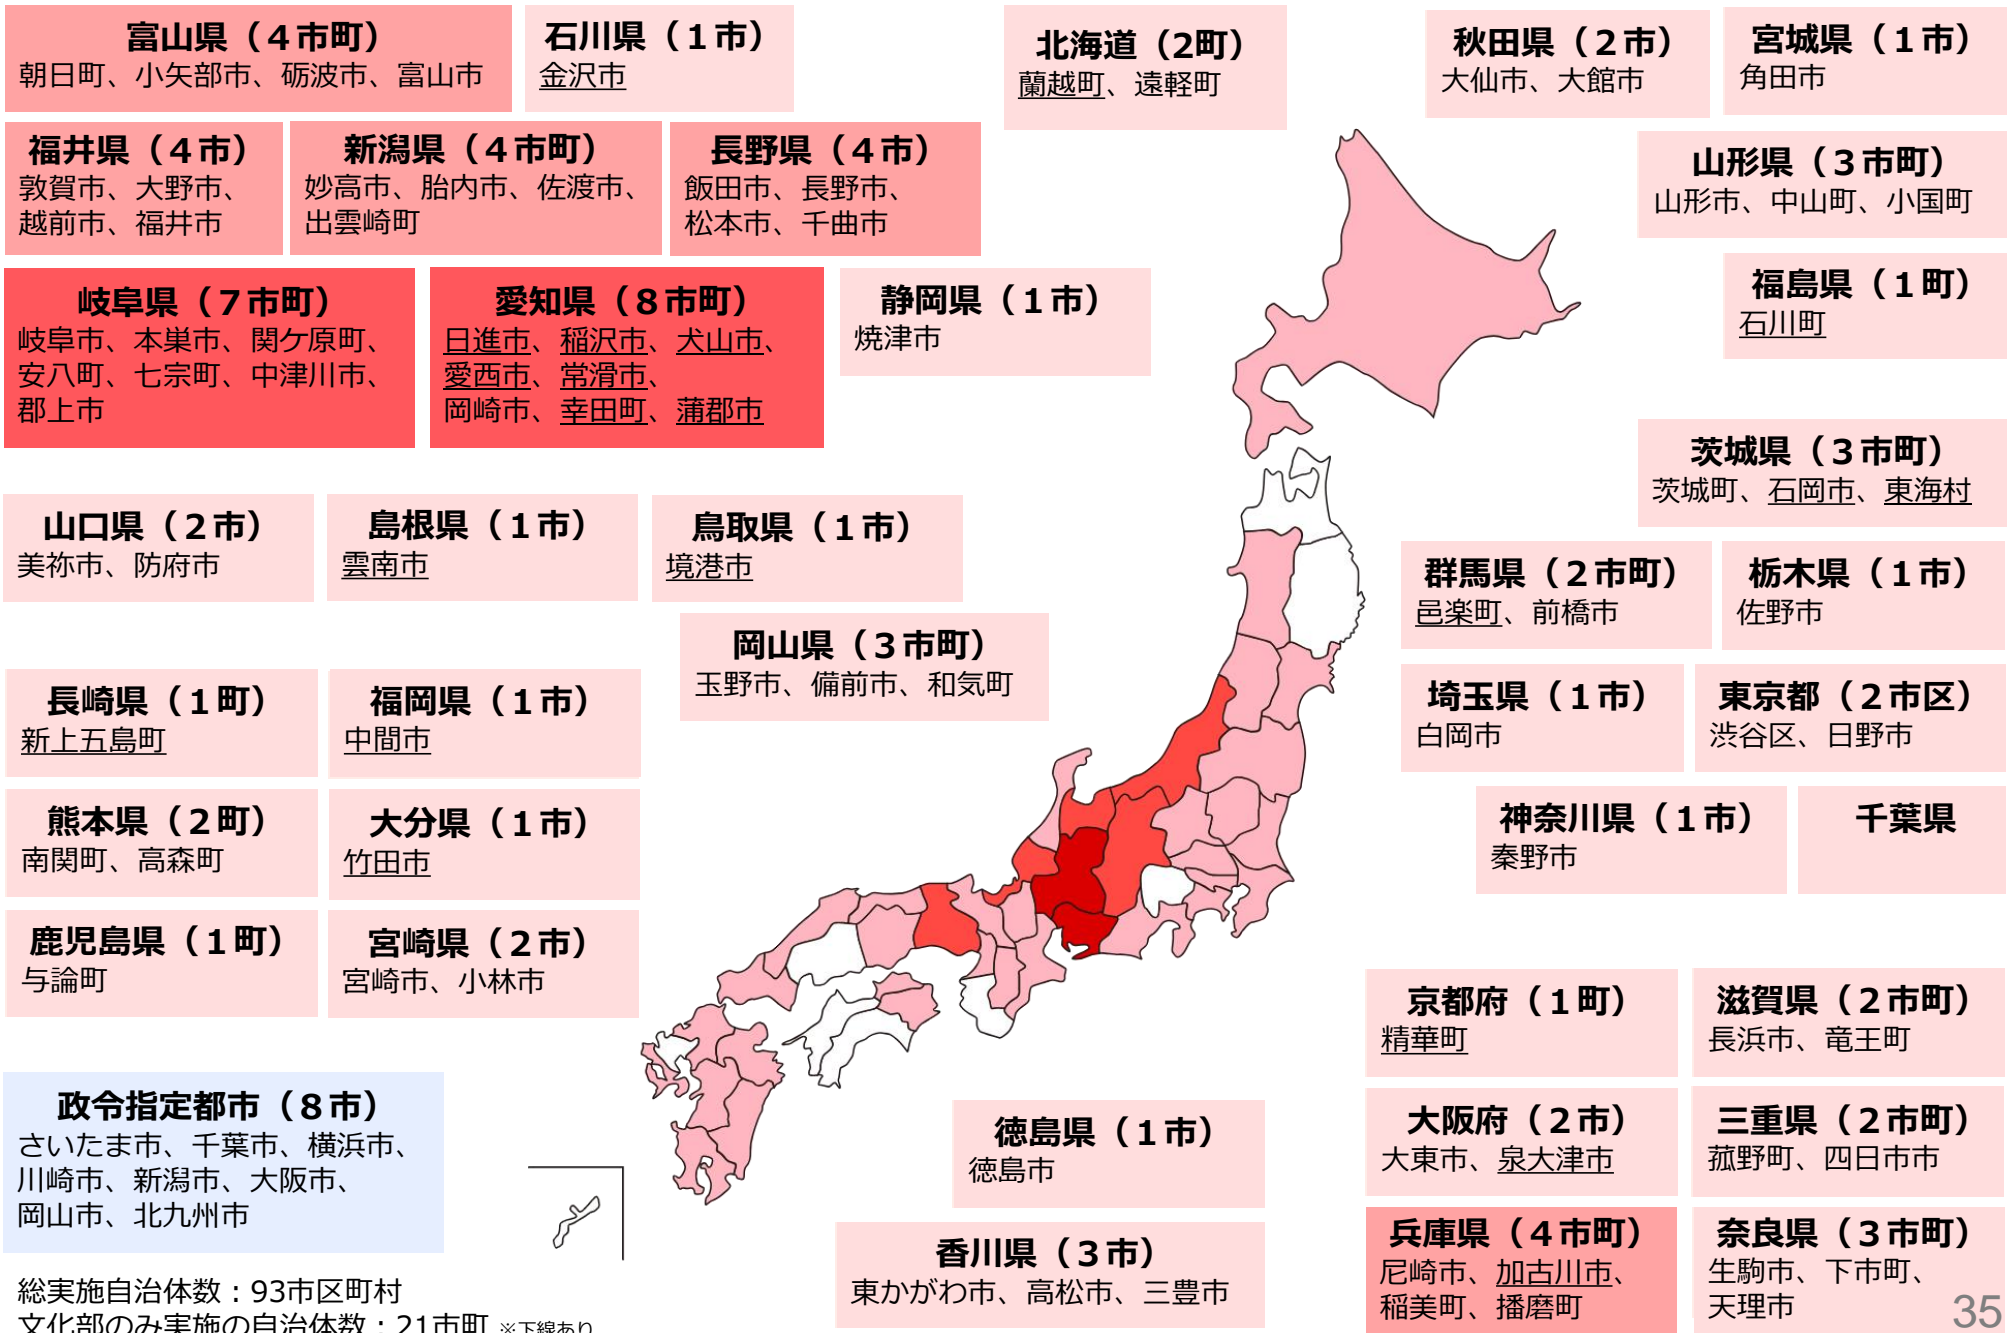 富山県（４市町）
朝日町、小矢部市、砺波市、富山市
石川県（１市）
金沢市
北海道（2町）
蘭越町、遠軽町
秋田県（２市）
大仙市、大館市
宮城県（１市）
角田市
福井県（４市）
敦賀市、大野市、
越前市、福井市
新潟県（４市町）
妙高市、胎内市、佐渡市、
出雲崎町
長野県（４市）
飯田市、長野市、
松本市、千曲市
山形県（３市町）
山形市、中山町、小国町
岐阜県（７市町）
岐阜市、本巣市、関ケ原町、
安八町、七宗町、中津川市、
郡上市
愛知県（８市町）
日進市、稲沢市、犬山市、
愛西市、常滑市、
岡崎市、幸田町、蒲郡市
静岡県（１市）
焼津市
福島県（１町）
石川町
茨城県（３市町）
茨城町、石岡市、東海村
山口県（２市）
美祢市、防府市
島根県（１市）
雲南市
鳥取県（１市）
境港市
群馬県（２市町）
邑楽町、前橋市
栃木県（１市）
佐野市
岡山県（３市町）
玉野市、備前市、和気町
長崎県（１町）
新上五島町
福岡県（１市）
中間市
埼玉県（１市）
白岡市
東京都（２市区）
渋谷区、日野市
熊本県（２町）
南関町、高森町
大分県（１市）
竹田市
神奈川県（１市）
秦野市
千葉県
鹿児島県（１町）
与論町
宮崎県（２市）
宮崎市、小林市
京都府（１町）
精華町
滋賀県（２市町）
長浜市、竜王町
政令指定都市（８市）
さいたま市、千葉市、横浜市、
川崎市、新潟市、大阪市、
岡山市、北九州市
徳島県（１市）
徳島市
大阪府（２市）
大東市、泉大津市
三重県（２市町）
菰野町、四日市市
香川県（３市）
東かがわ市、高松市、三豊市
兵庫県（４市町）
尼崎市、加古川市、
稲美町、播磨町
奈良県（３市町）
生駒市、下市町、
天理市
総実施自治体数：93市区町村
文化部のみ実施の自治体数：21市町 ※下線あり
35